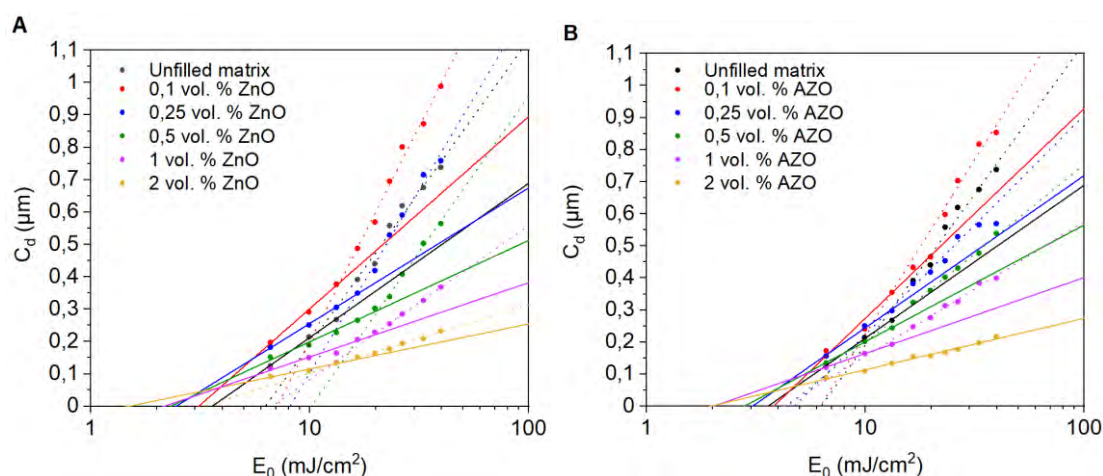 A
1,1
1
0,9
0,8
0,7
0,6
0,5
0,4
0,3
0,2
0,1
0
C_d (µm)
Unfilled matrix
0,1 vol. % ZnO
0,25 vol. % ZnO
0,5 vol. % ZnO
1 vol. % ZnO
2 vol. % ZnO
1
10
100
E_0 (mJ/cm²)
B
1,1
1
0,9
0,8
0,7
0,6
0,5
0,4
0,3
0,2
0,1
0
C_d (µm)
Unfilled matrix
0,1 vol. % AZO
0,25 vol. % AZO
0,5 vol. % AZO
1 vol. % AZO
2 vol. % AZO
1
10
100
E_0 (mJ/cm²)